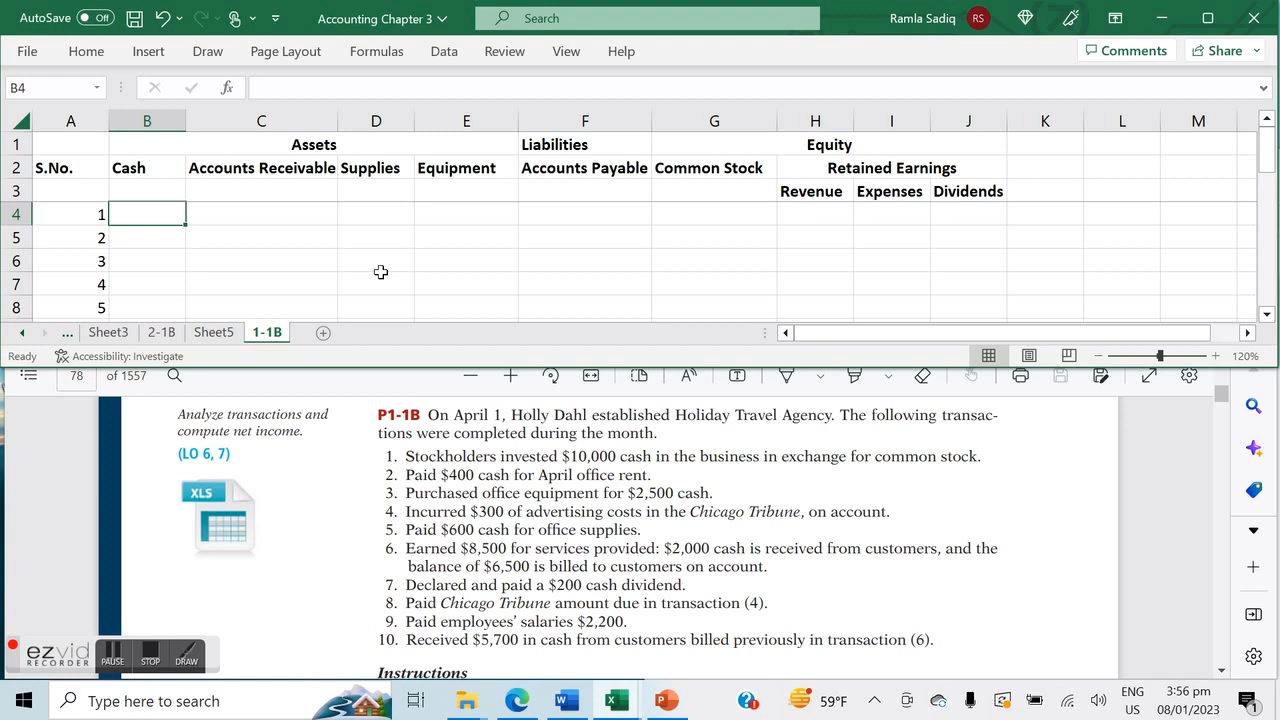 AutoSave Off Accounting Chapter 3 Search Ramla Sadiq RS
File Home Insert Draw Page Layout Formulas Data Review View Help Comments Share
B4 fx
A B C D E F G H I J K L M
1 Assets Liabilities Equity
2 S.No. Cash Accounts Receivable Supplies Equipment Accounts Payable Common Stock Retained Earnings
3 Revenue Expenses Dividends
4 1
5 2
6 3
7 4
8 5
... Sheet3 2-1B Sheet5 1-1B
Ready Accessibility: Investigate 120%
78 of 1557
Analyze transactions and
compute net income.
(LO 6, 7)
XLS
P1-1B On April 1, Holly Dahl established Holiday Travel Agency. The following transac-
tions were completed during the month.
1. Stockholders invested $10,000 cash in the business in exchange for common stock.
2. Paid $400 cash for April office rent.
3. Purchased office equipment for $2,500 cash.
4. Incurred $300 of advertising costs in the Chicago Tribune, on account.
5. Paid $600 cash for office supplies.
6. Earned $8,500 for services provided: $2,000 cash is received from customers, and the
balance of $6,500 is billed to customers on account.
7. Declared and paid a $200 cash dividend.
8. Paid Chicago Tribune amount due in transaction (4).
9. Paid employees' salaries $2,200.
10. Received $5,700 in cash from customers billed previously in transaction (6).
Instructions
ezvid
RECORDER
PAUSE STOP DRAW
Type here to search 59°F ENG 3:56 pm
US 08/01/2023 1